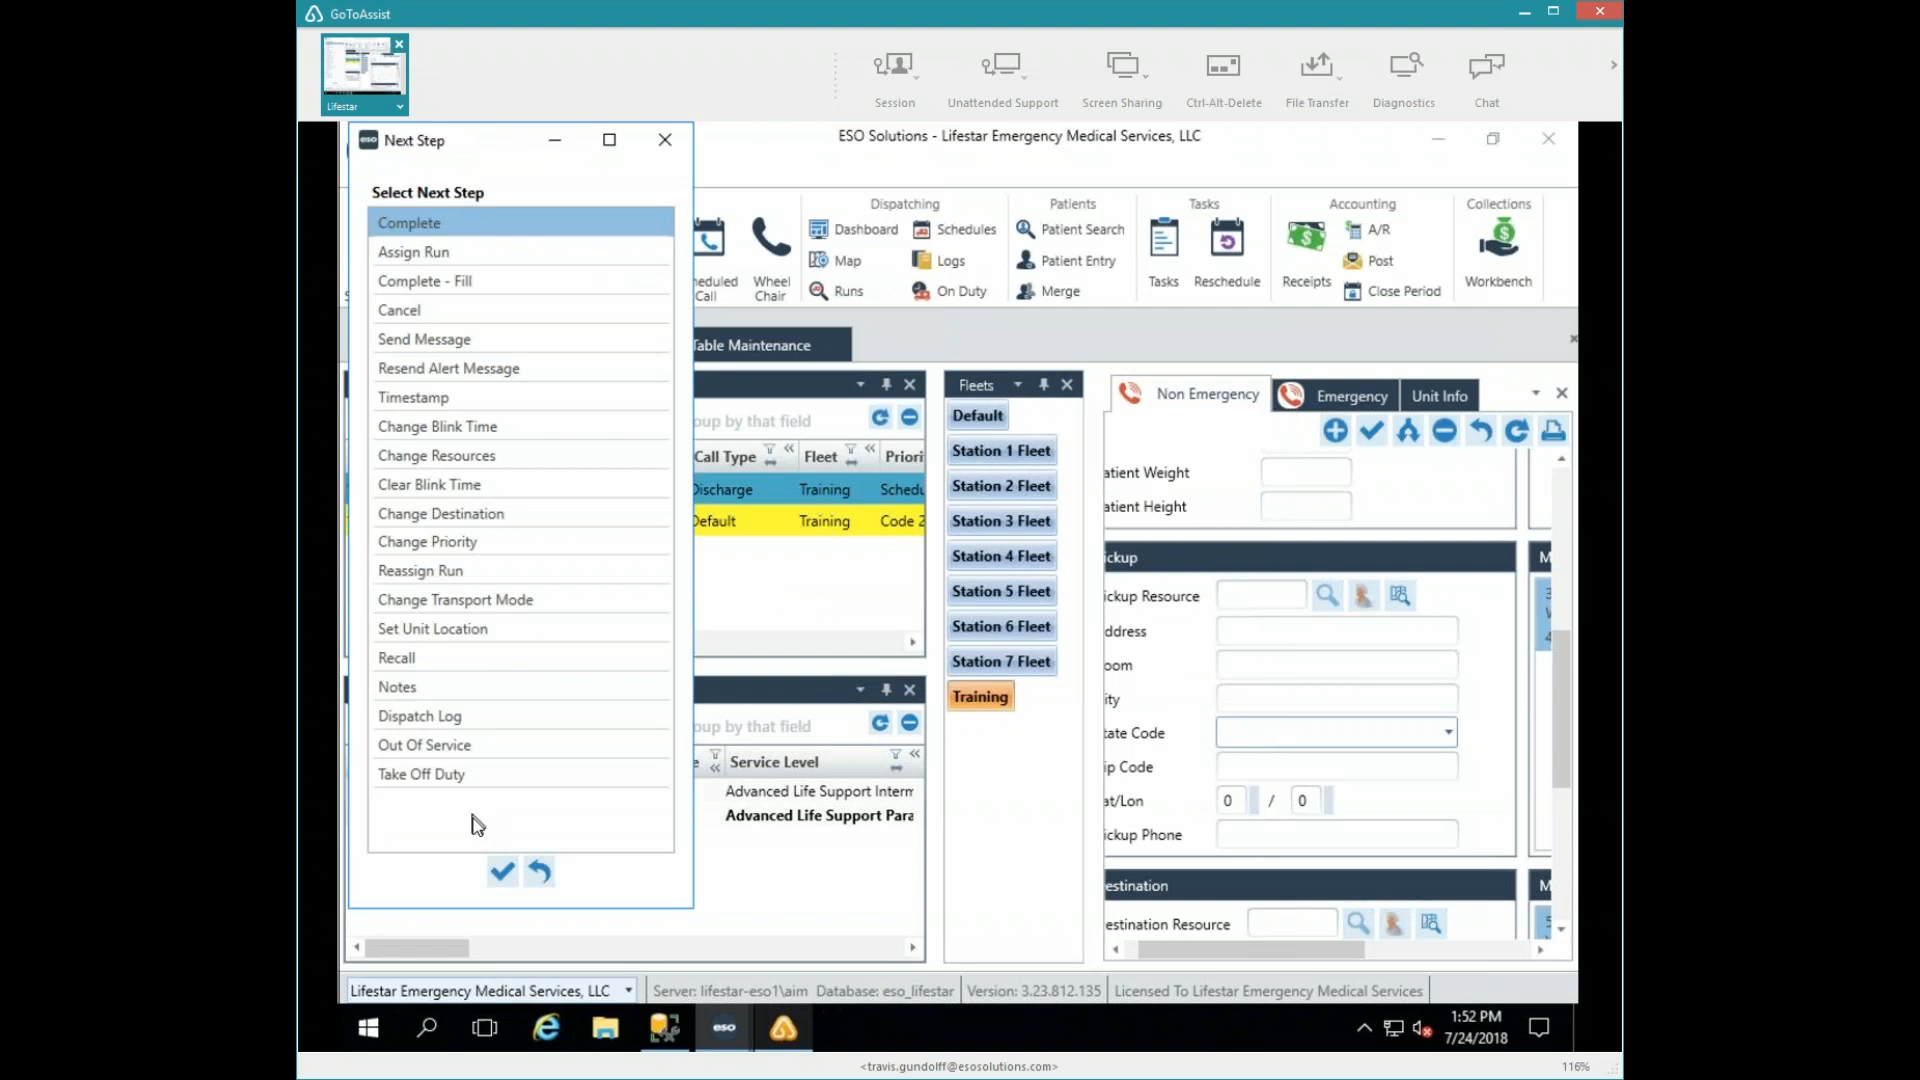 GoToAssist
Lifestar
Session
Unattended Support
Screen Sharing
Ctrl-Alt-Delete
File Transfer
Diagnostics
Chat
eso Next Step
ESO Solutions - Lifestar Emergency Medical Services, LLC
Select Next Step
Complete
Assign Run
Complete - Fill
Cancel
Send Message
Resend Alert Message
Timestamp
Change Blink Time
Change Resources
Clear Blink Time
Change Destination
Change Priority
Reassign Run
Change Transport Mode
Set Unit Location
Recall
Notes
Dispatch Log
Out Of Service
Take Off Duty
heduled
Call
Wheel
Chair
Dispatching
Dashboard
Schedules
Map
Logs
Runs
On Duty
Patients
Patient Search
Patient Entry
Merge
Tasks
Tasks
Reschedule
Accounting
Receipts
A/R
Post
Close Period
Collections
Workbench
Table Maintenance
oup by that field
Call Type
Fleet
Priori
Discharge Training Schedu
Default Training Code 2
oup by that field
e
Service Level
Advanced Life Support Interm
Advanced Life Support Para
Fleets
Default
Station 1 Fleet
Station 2 Fleet
Station 3 Fleet
Station 4 Fleet
Station 5 Fleet
Station 6 Fleet
Station 7 Fleet
Training
Non Emergency
Emergency
Unit Info
atient Weight
atient Height
ickup
M
ickup Resource
ddress
oom
ity
tate Code
ip Code
at/Lon 0 / 0
ickup Phone
estination
M
estination Resource
Lifestar Emergency Medical Services, LLC
Server: lifestar-eso1\aim Database: eso_lifestar
Version: 3.23.812.135
Licensed To Lifestar Emergency Medical Services
eso
1:52 PM
7/24/2018
<travis.gundolff@esosolutions.com>
116%